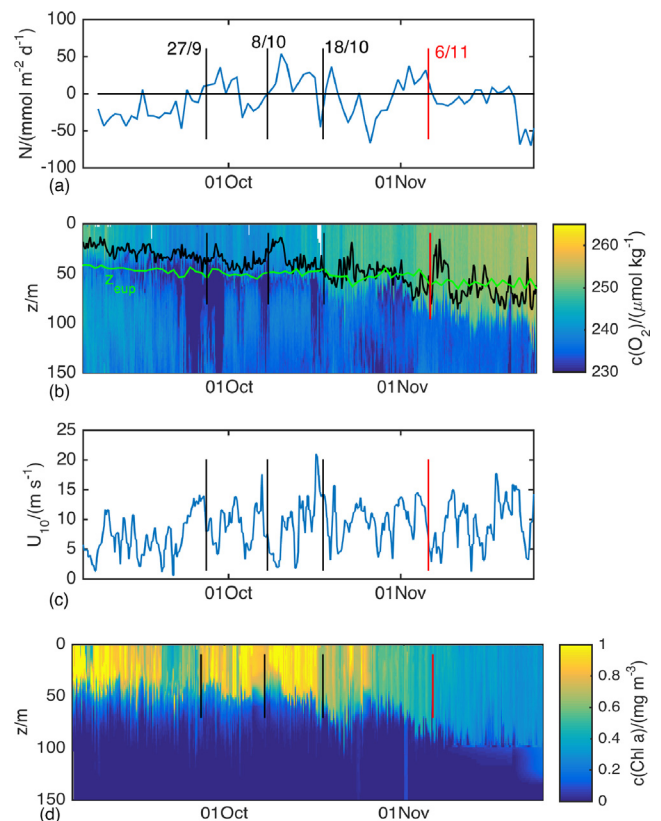 100
50
0
-50
-100
N/(mmol m⁻² d⁻¹)
27/9
8/10
18/10
6/11
01Oct
01Nov
(a)
0
50
100
150
z/m
z_eup
01Oct
01Nov
(b)
260
250
240
230
c(O₂)/(μmol kg⁻¹)
25
20
15
10
5
0
U₁₀/(m s⁻¹)
01Oct
01Nov
(c)
0
50
100
150
z/m
01Oct
01Nov
(d)
1
0.8
0.6
0.4
0.2
0
c(Chl a)/(mg m⁻³)